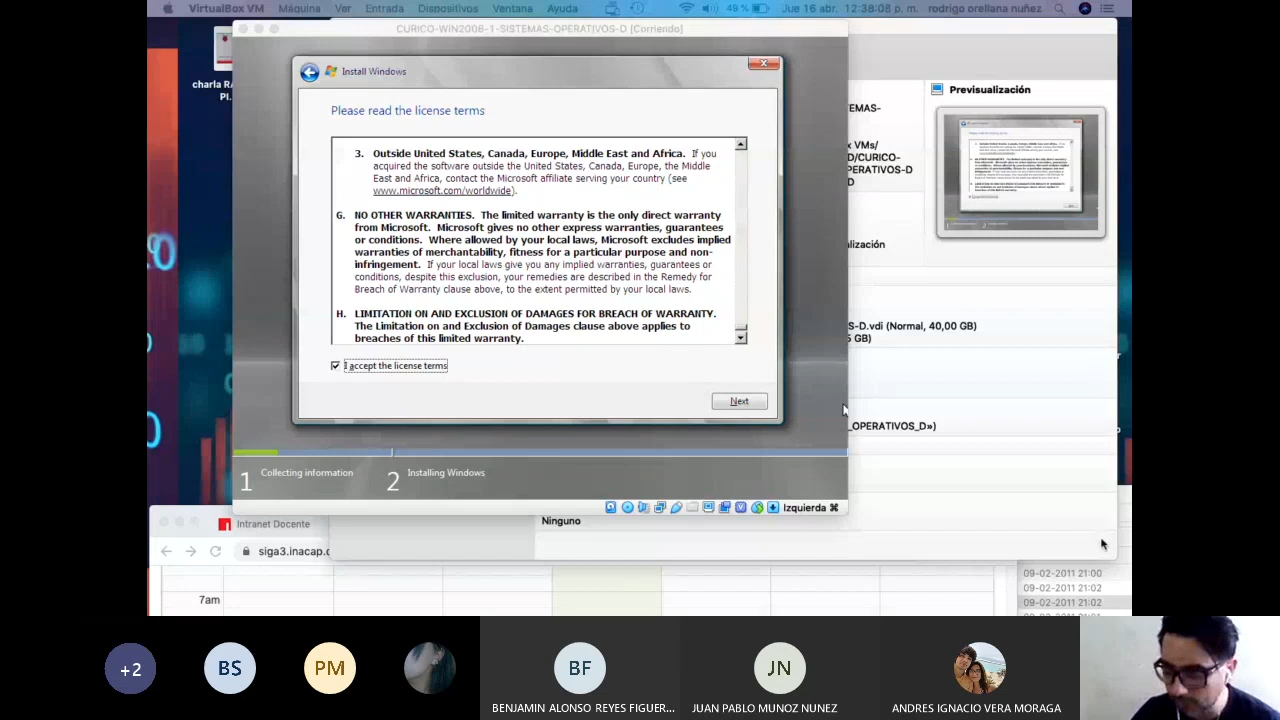 VirtualBox VM Máquina Ver Entrada Dispositivos Ventana Ayuda 49 % Jue 16 abr. 12:38:08 p. m. rodrigo orellana nuñez
CURICO-WIN2008-1-SISTEMAS-OPERATIVOS-D [Corriendo]
charla RA
PI.
Install Windows
Please read the license terms
3. Outside United States, Canada, Europe, Middle East and Africa. If you
acquired the software outside the United States, Canada, Europe, the Middle
East and Africa, contact the Microsoft affiliate serving your country (see
www.microsoft.com/worldwide).
G. NO OTHER WARRANTIES. The limited warranty is the only direct warranty
from Microsoft. Microsoft gives no other express warranties, guarantees
or conditions. Where allowed by your local laws, Microsoft excludes implied
warranties of merchantability, fitness for a particular purpose and non-
infringement. If your local laws give you any implied warranties, guarantees or
conditions, despite this exclusion, your remedies are described in the Remedy for
Breach of Warranty clause above, to the extent permitted by your local laws.
H. LIMITATION ON AND EXCLUSION OF DAMAGES FOR BREACH OF WARRANTY.
The Limitation on and Exclusion of Damages clause above applies to
breaches of this limited warranty.
I accept the license terms
Next
1 Collecting information
2 Installing Windows
Izquierda ⌘
Previsualización
EMAS-
x VMs/
D/CURICO-
OPERATIVOS-D
D
alización
S-D.vdi (Normal, 40,00 GB)
5 GB)
_OPERATIVOS_D»)
Ninguno
Intranet Docente
siga3.inacap.c
7am
09-02-2011 21:00
09-02-2011 21:02
09-02-2011 21:02
+2
BS
PM
BF
JN
BENJAMIN ALONSO REYES FIGUER...
JUAN PABLO MUNOZ NUNEZ
ANDRES IGNACIO VERA MORAGA